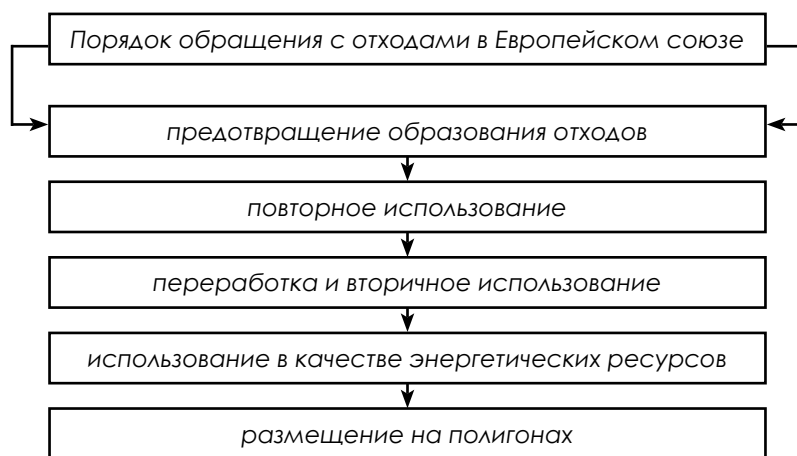 Порядок обращения с отходами в Европейском союзе
предотвращение образования отходов
повторное использование
переработка и вторичное использование
использование в качестве энергетических ресурсов
размещение на полигонах